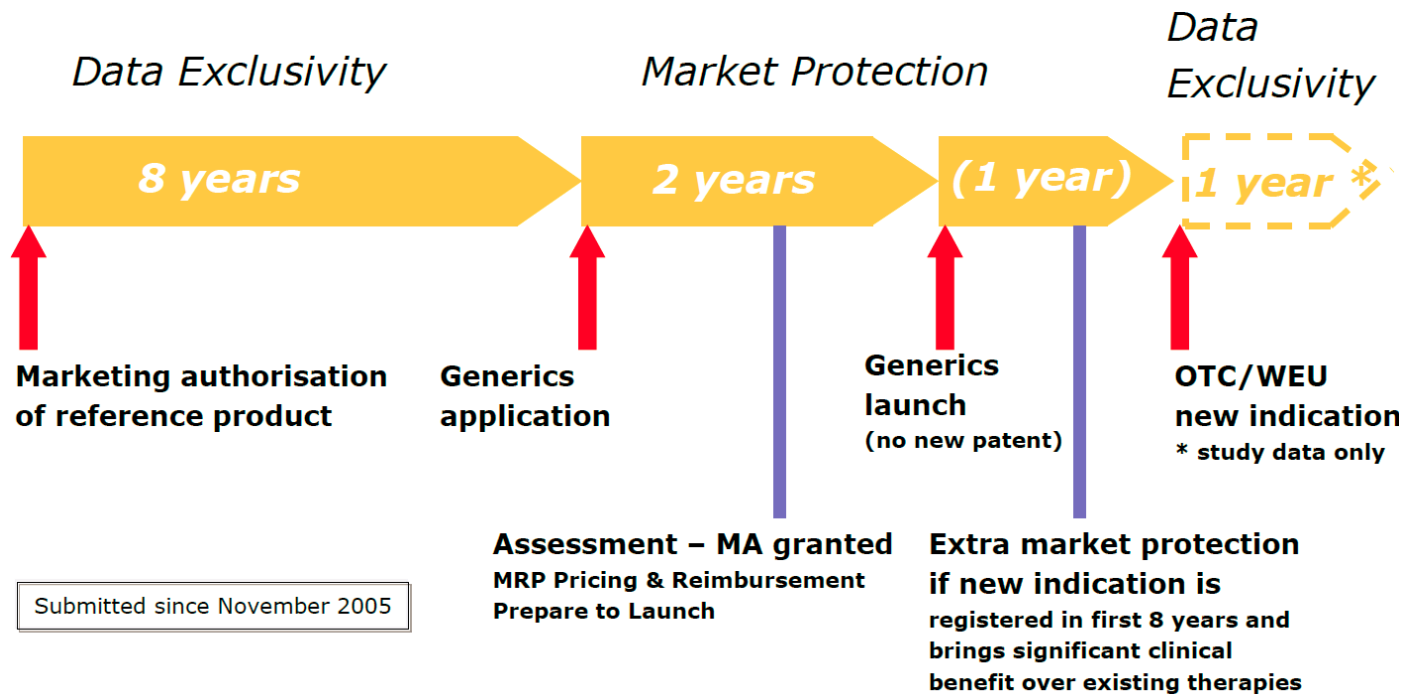 Data Exclusivity
Market Protection
Data
Exclusivity
8 years
2 years
(1 year)
1 year *
Marketing authorisation
of reference product
Generics
application
Generics
launch
(no new patent)
OTC/WEU
new indication
* study data only
Assessment – MA granted
MRP Pricing & Reimbursement
Prepare to Launch
Extra market protection
if new indication is
registered in first 8 years and
brings significant clinical
benefit over existing therapies
Submitted since November 2005